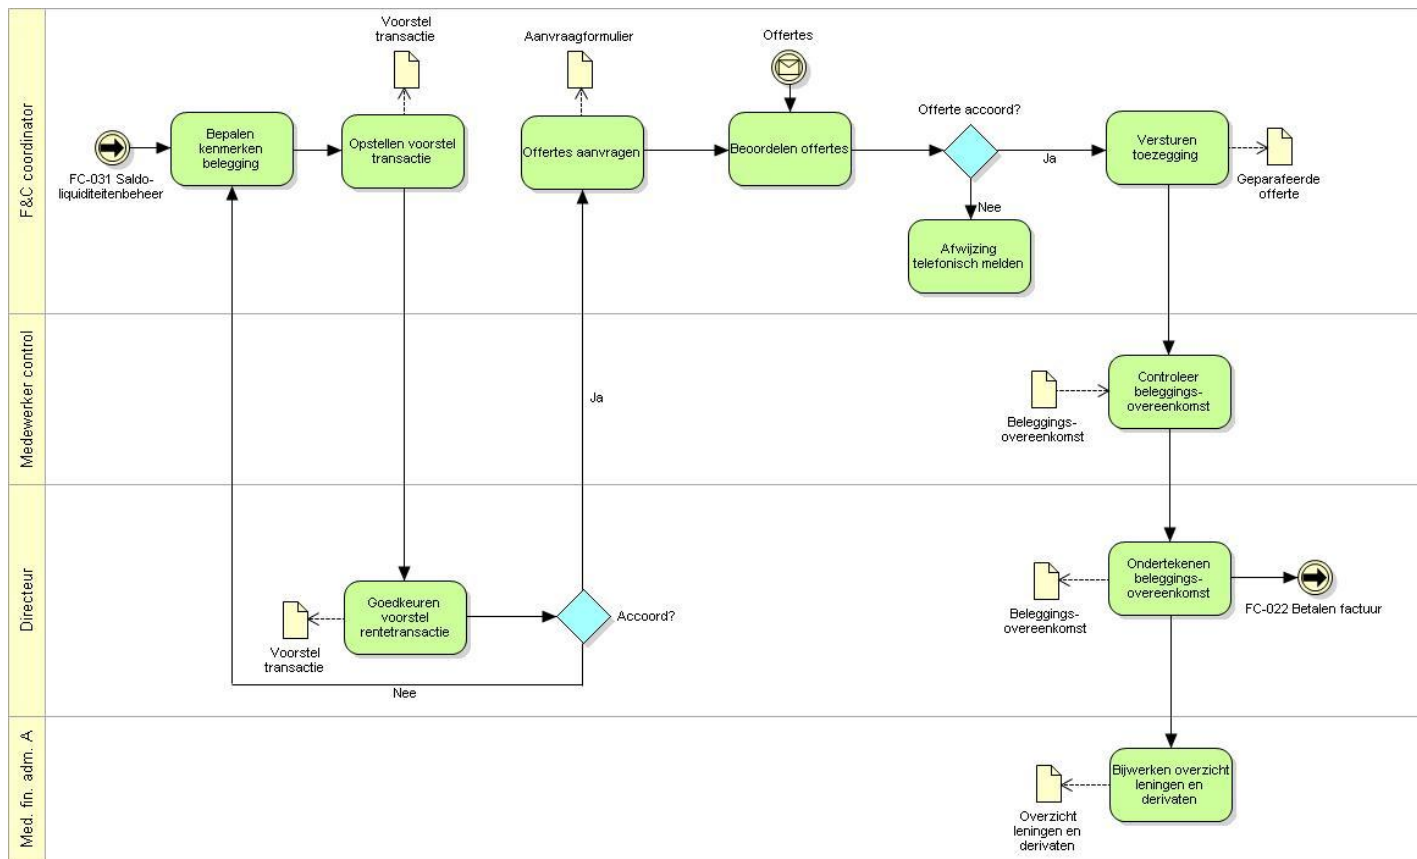 F&C coordinator
Voorstel
transactie
Aanvraagformulier
Offertes
FC-031 Saldo-
liquiditeitenbeheer
Bepalen
kenmerken
belegging
Opstellen voorstel
transactie
Offertes aanvragen
Beoordelen offertes
Offerte accoord?
Ja
Nee
Versturen
toezegging
Geparafeerde
offerte
Afwijzing
telefonisch melden
Medewerker control
Ja
Beleggings-
overeenkomst
Controleer
beleggings-
overeenkomst
Directeur
Voorstel
transactie
Goedkeuren
voorstel
rentetransactie
Accoord?
Nee
Beleggings-
overeenkomst
Ondertekenen
beleggings-
overeenkomst
FC-022 Betalen factuur
Med. fin. adm. A
Overzicht
leningen en
derivaten
Bijwerken overzicht
leningen en
derivaten